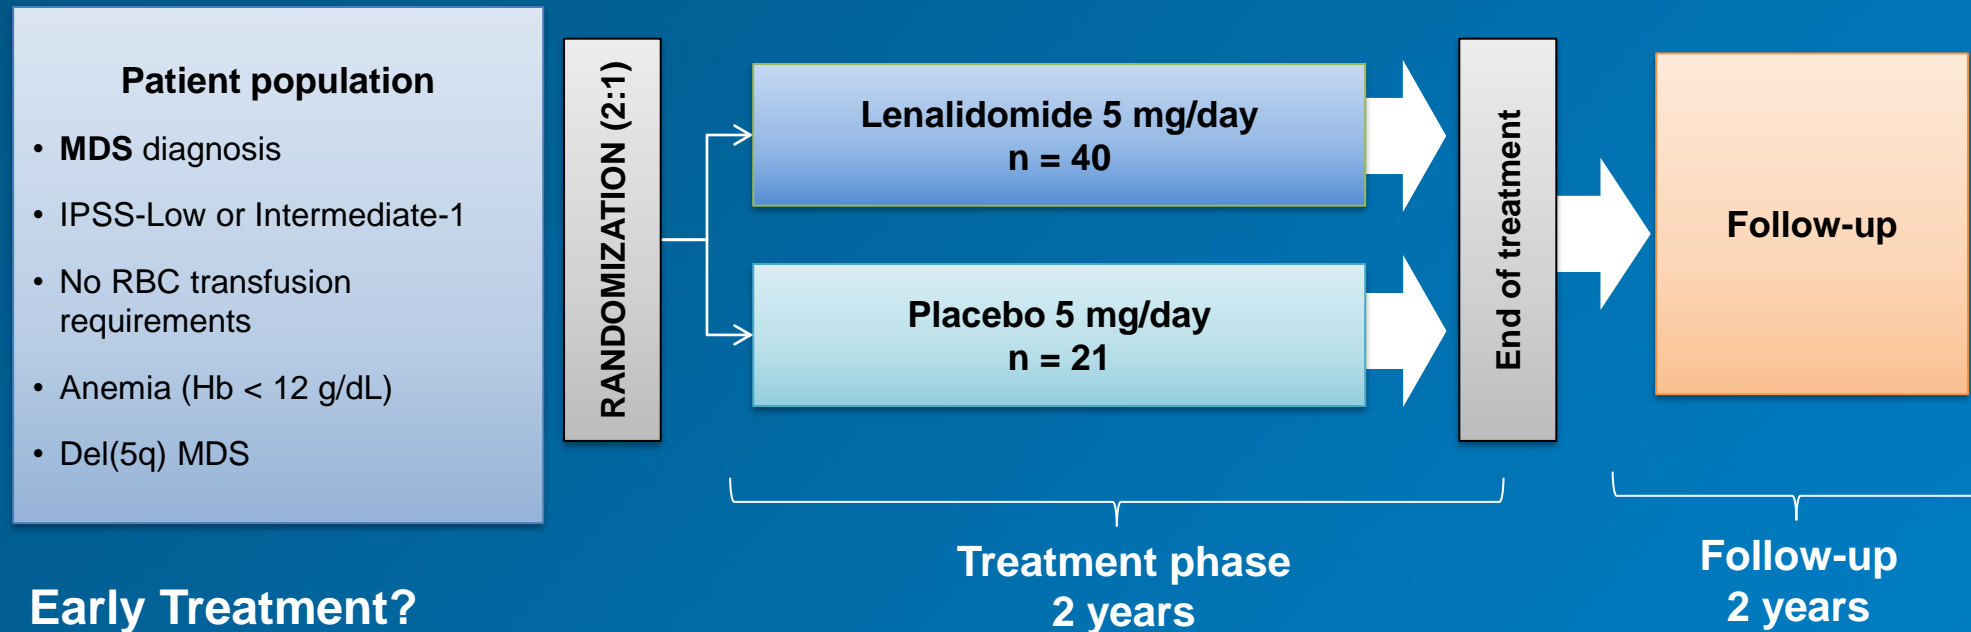 Patient population
• MDS diagnosis
• IPSS-Low or Intermediate-1
• No RBC transfusion
requirements
• Anemia (Hb < 12 g/dL)
• Del(5q) MDS
RANDOMIZATION (2:1)
Lenalidomide 5 mg/day
n = 40
Placebo 5 mg/day
n = 21
End of treatment
Follow-up
Treatment phase
2 years
Follow-up
2 years
Early Treatment?